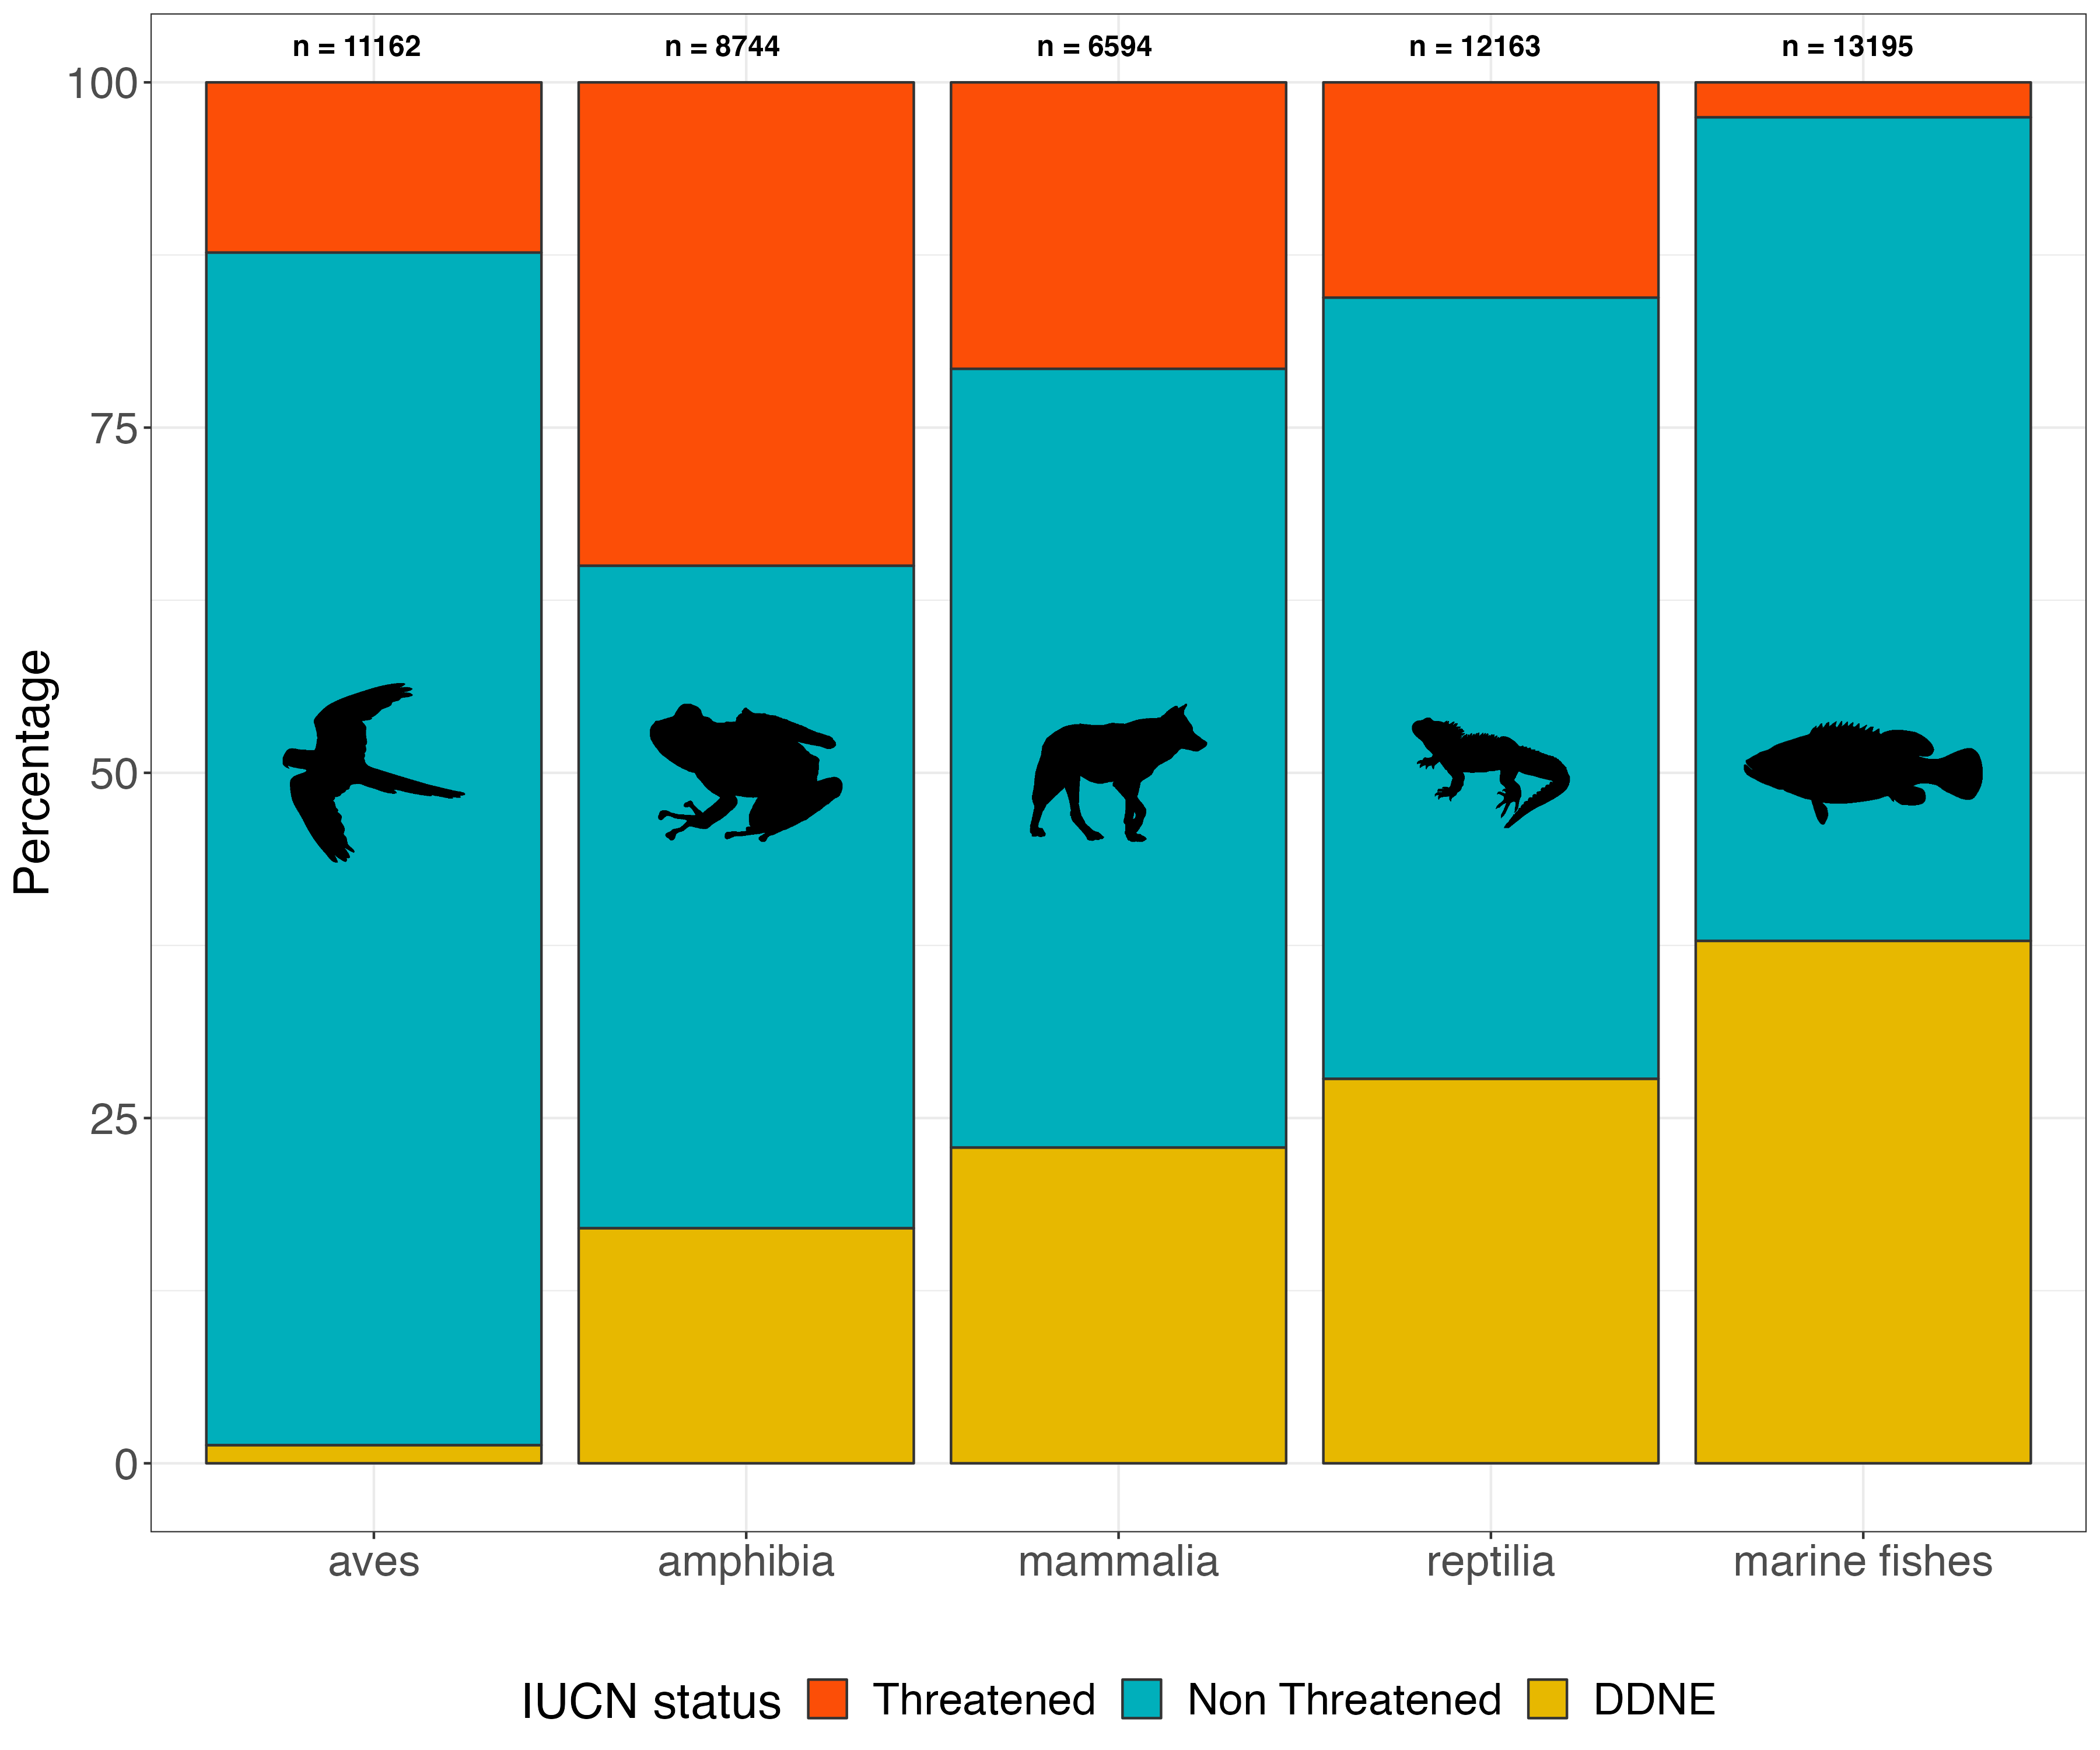 n = 11162
n = 8744
n = 6594
n = 12163
n = 13195
100
75
50
25
0
Percentage
aves
amphibia
mammalia
reptilia
marine fishes
IUCN status Threatened Non Threatened DDNE